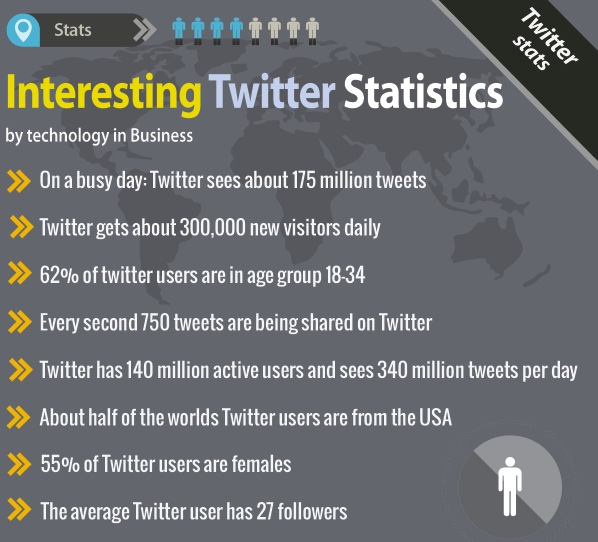 Stats
Twitter
stats
Interesting Twitter Statistics
by technology in Business
On a busy day: Twitter sees about 175 million tweets
Twitter gets about 300,000 new visitors daily
62% of twitter users are in age group 18-34
Every second 750 tweets are being shared on Twitter
Twitter has 140 million active users and sees 340 million tweets per day
About half of the worlds Twitter users are from the USA
55% of Twitter users are females
The average Twitter user has 27 followers